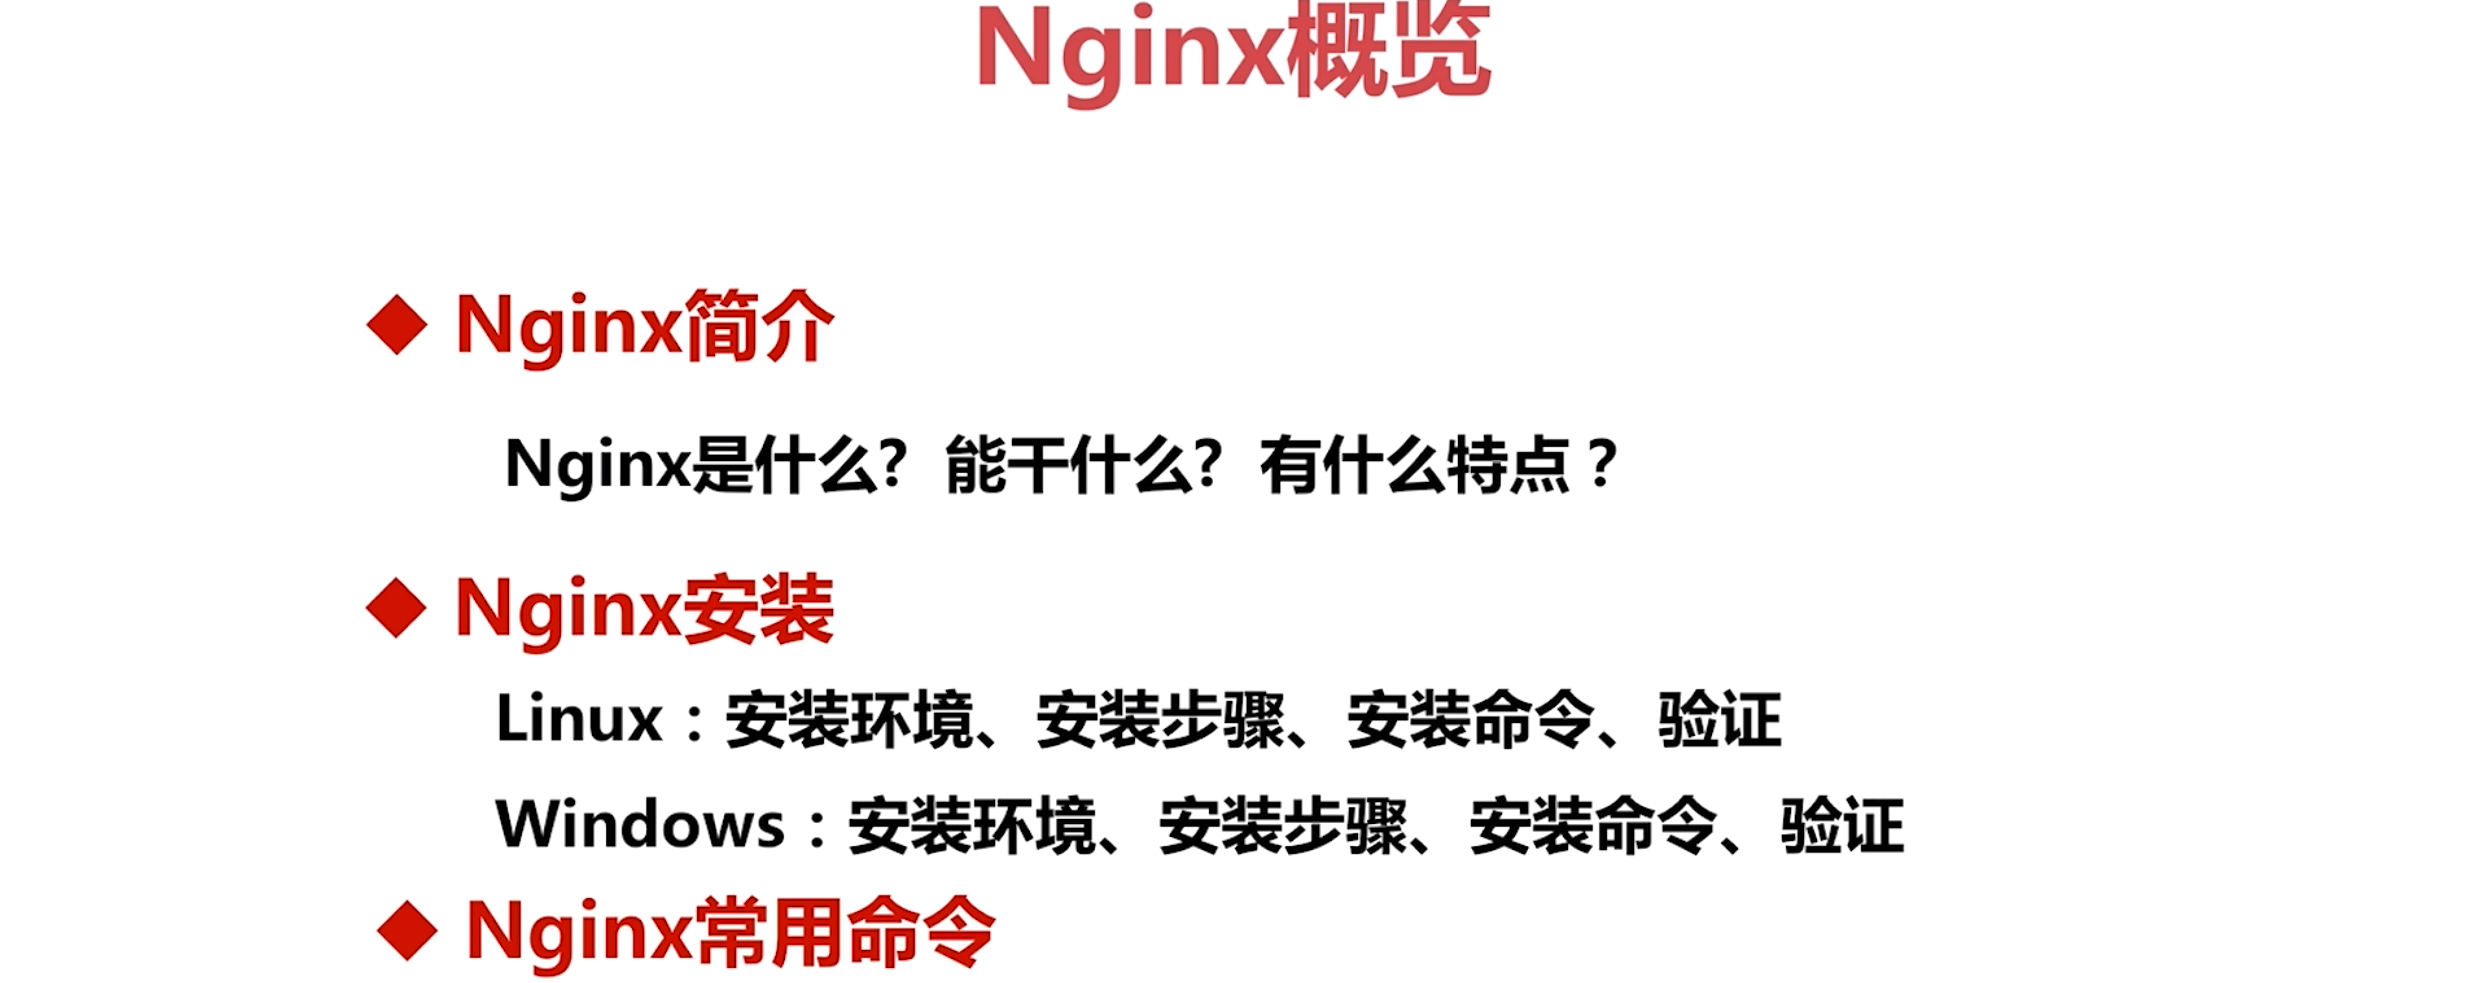 Nginx概览
◆ Nginx简介
Nginx是什么？能干什么？有什么特点？
◆ Nginx安装
Linux：安装环境、安装步骤、安装命令、验证
Windows：安装环境、安装步骤、安装命令、验证
◆ Nginx常用命令